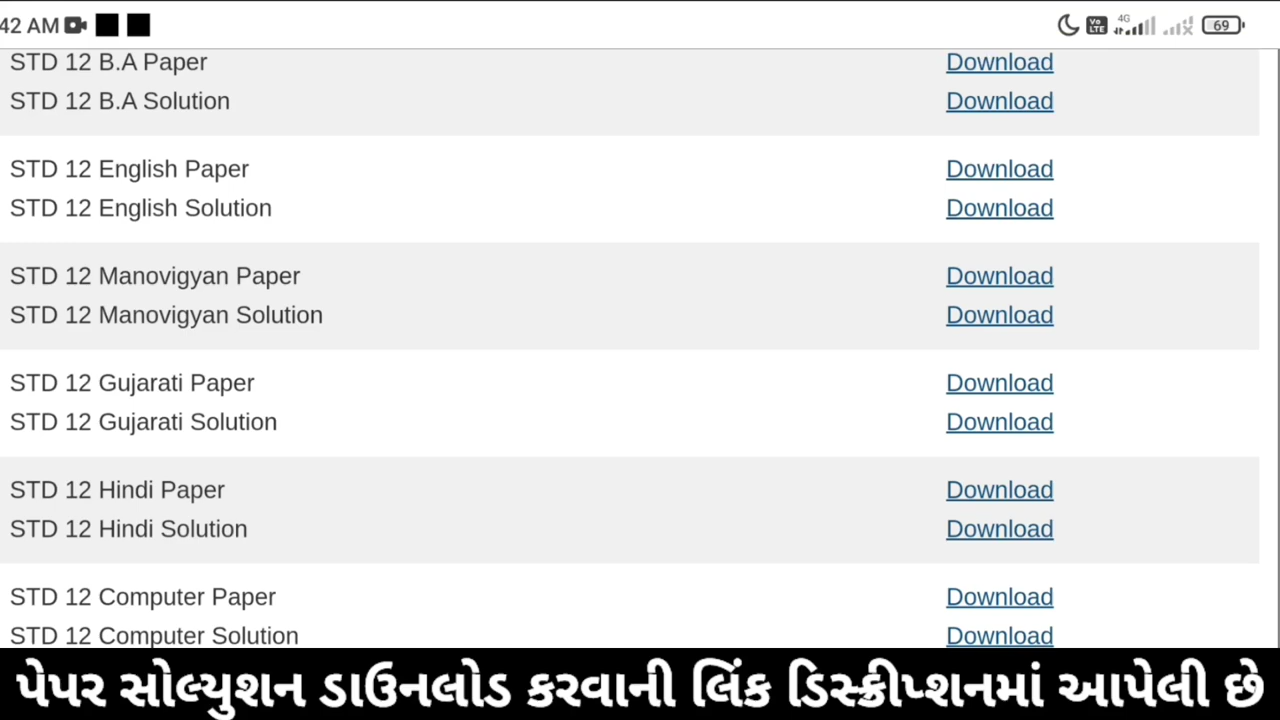 42 AM
Vo LTE 4G 69
STD 12 B.A Paper Download
STD 12 B.A Solution Download
STD 12 English Paper Download
STD 12 English Solution Download
STD 12 Manovigyan Paper Download
STD 12 Manovigyan Solution Download
STD 12 Gujarati Paper Download
STD 12 Gujarati Solution Download
STD 12 Hindi Paper Download
STD 12 Hindi Solution Download
STD 12 Computer Paper Download
STD 12 Computer Solution Download
પેપર સોલ્યુશન ડાઉનલોડ કરવાની લિંક ડિસ્ક્રીપ્શનમાં આપેલી છે